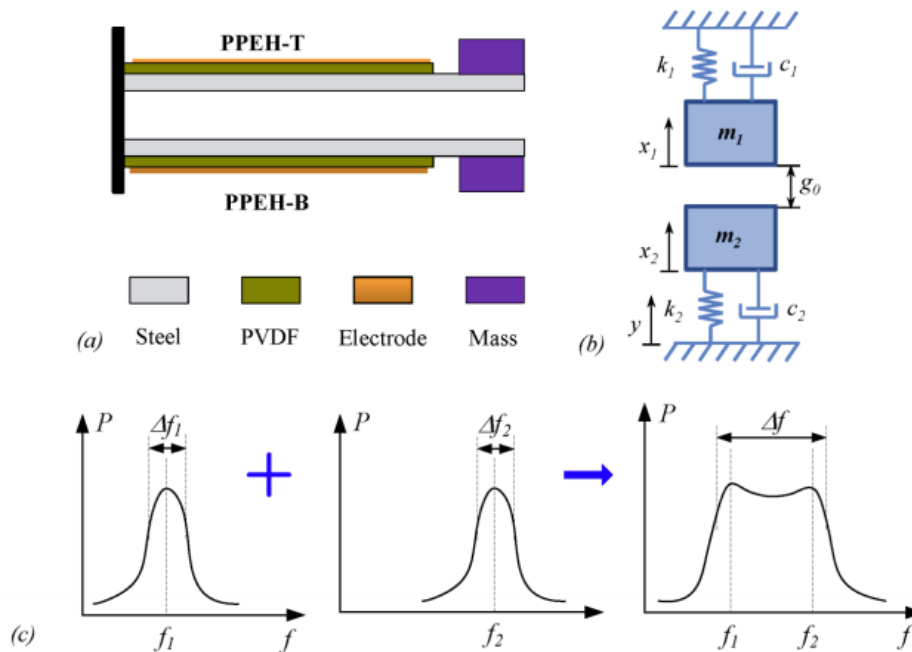 PPEH-T
PPEH-B
Steel
PVDF
Electrode
Mass
(a)
k1
c1
m1
x1
g0
m2
x2
k2
c2
y
(b)
P
Δf1
f1
f
P
Δf2
f2
P
Δf
f1
f2
f
(c)